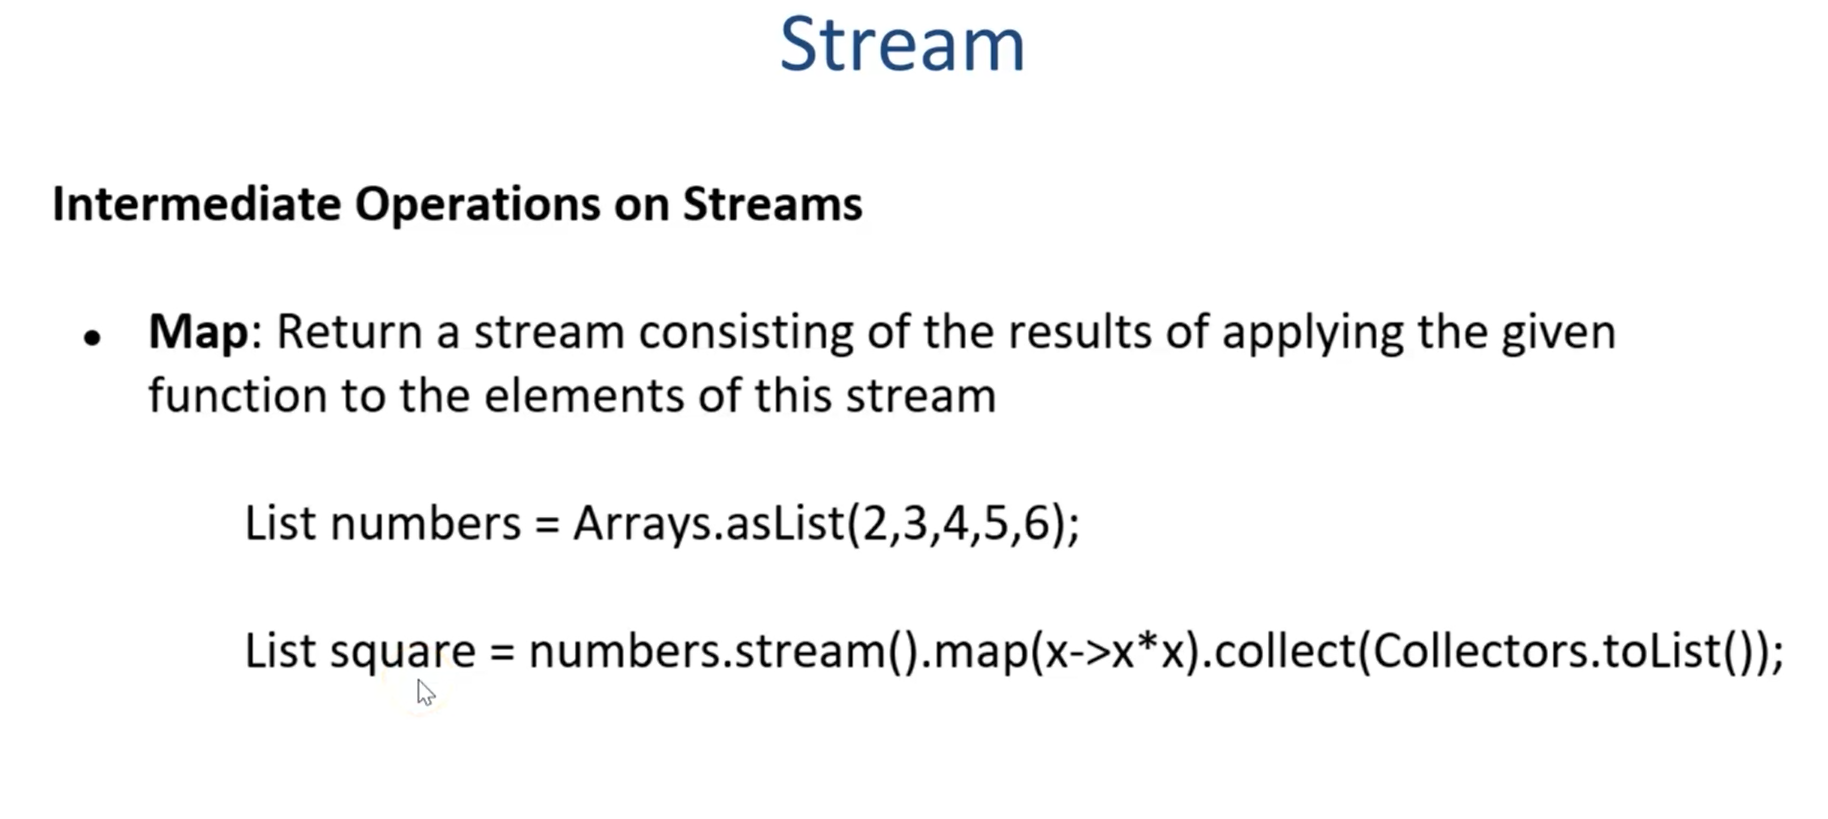 Stream
Intermediate Operations on Streams
• Map: Return a stream consisting of the results of applying the given
function to the elements of this stream
List numbers = Arrays.asList(2,3,4,5,6);
List square = numbers.stream().map(x->x*x).collect(Collectors.toList());